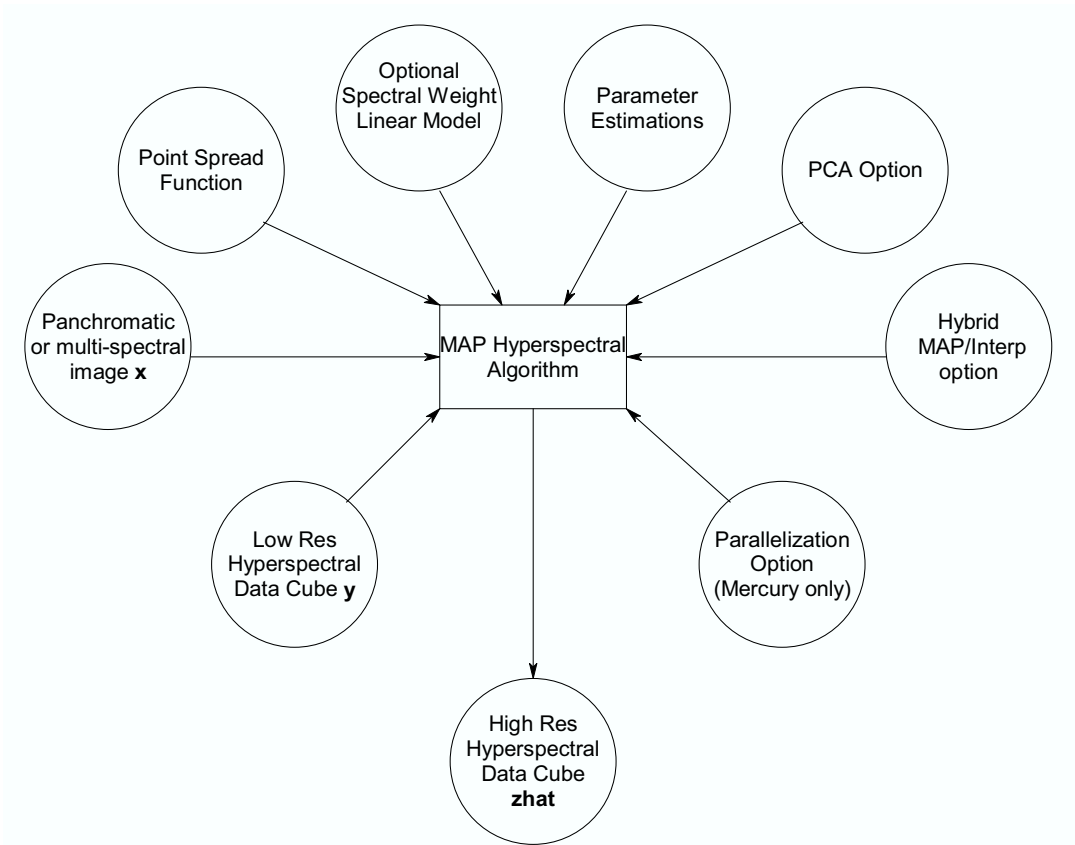 Optional
Spectral Weight
Linear Model
Parameter
Estimations
Point Spread
Function
PCA Option
Panchromatic
or multi-spectral
image x
MAP Hyperspectral
Algorithm
Hybrid
MAP/Interp
option
Low Res
Hyperspectral
Data Cube y
Parallelization
Option
(Mercury only)
High Res
Hyperspectral
Data Cube
zhat